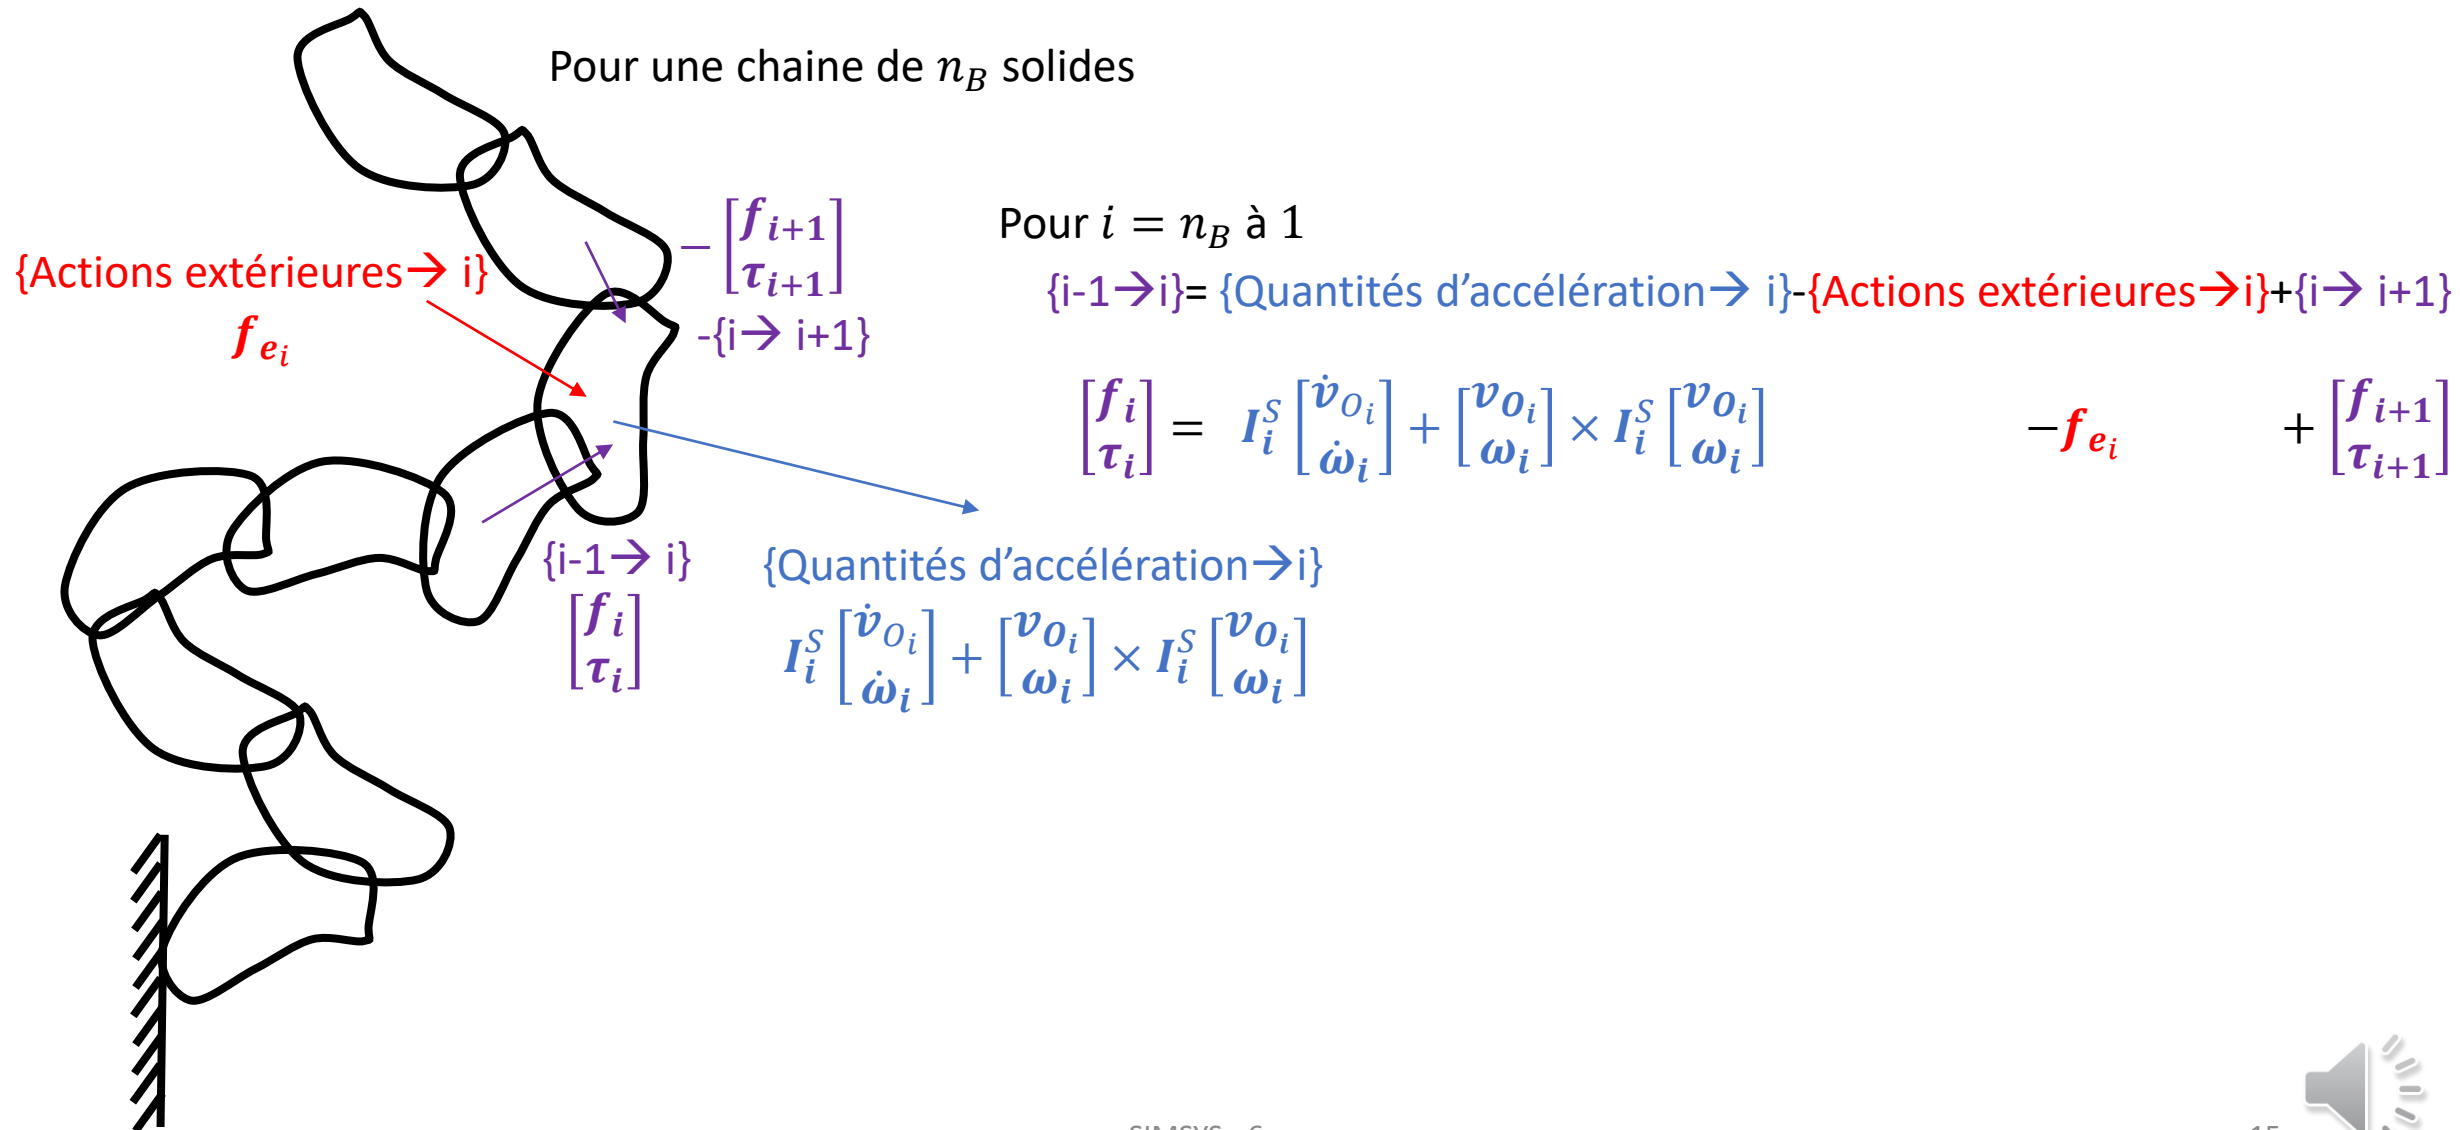 Pour une chaine de n_B solides
Pour i = n_B à 1
{Actions extérieures→ i}
f_{e_i}
−[f_{i+1} τ_{i+1}]
-{i→ i+1}
{i-1→i}= {Quantités d’accélération→ i}-{Actions extérieures→i}+{i→ i+1}
[f_i τ_i] = I_i^S [v̇_{O_i} ω̇_i] + [v_{O_i} ω_i] × I_i^S [v_{O_i} ω_i] −f_{e_i} + [f_{i+1} τ_{i+1}]
{i-1→ i}
[f_i τ_i]
{Quantités d’accélération→i}
I_i^S [v̇_{O_i} ω̇_i] + [v_{O_i} ω_i] × I_i^S [v_{O_i} ω_i]